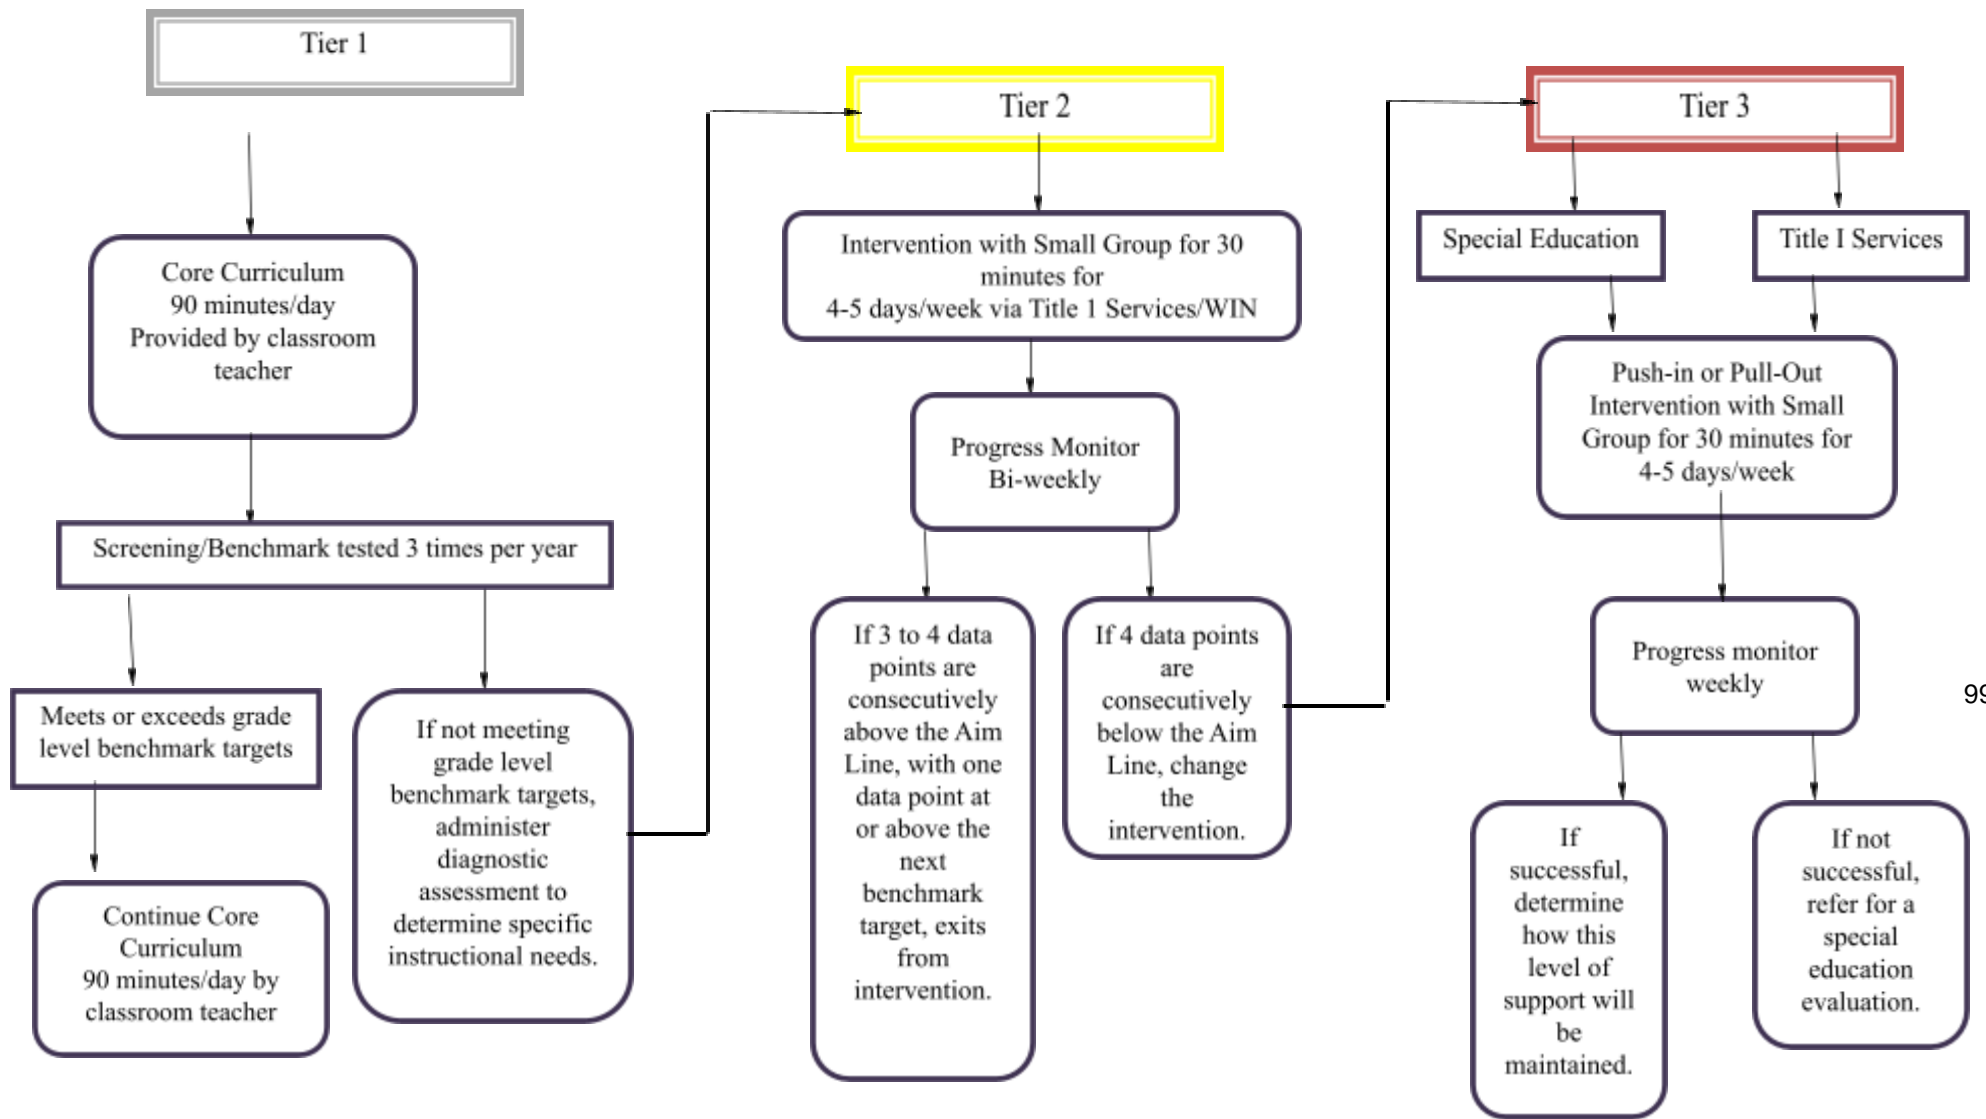 Tier 1
Core Curriculum
90 minutes/day
Provided by classroom
teacher
Screening/Benchmark tested 3 times per year
Meets or exceeds grade
level benchmark targets
Continue Core
Curriculum
90 minutes/day by
classroom teacher
If not meeting
grade level
benchmark targets,
administer
diagnostic
assessment to
determine specific
instructional needs.
Tier 2
Intervention with Small Group for 30
minutes for
4-5 days/week via Title 1 Services/WIN
Progress Monitor
Bi-weekly
If 3 to 4 data
points are
consecutively
above the Aim
Line, with one
data point at
or above the
next
benchmark
target, exits
from
intervention.
If 4 data points
are
consecutively
below the Aim
Line, change
the
intervention.
Tier 3
Special Education
Title I Services
Push-in or Pull-Out
Intervention with Small
Group for 30 minutes for
4-5 days/week
Progress monitor
weekly
If
successful,
determine
how this
level of
support will
be
maintained.
If not
successful,
refer for a
special
education
evaluation.
99